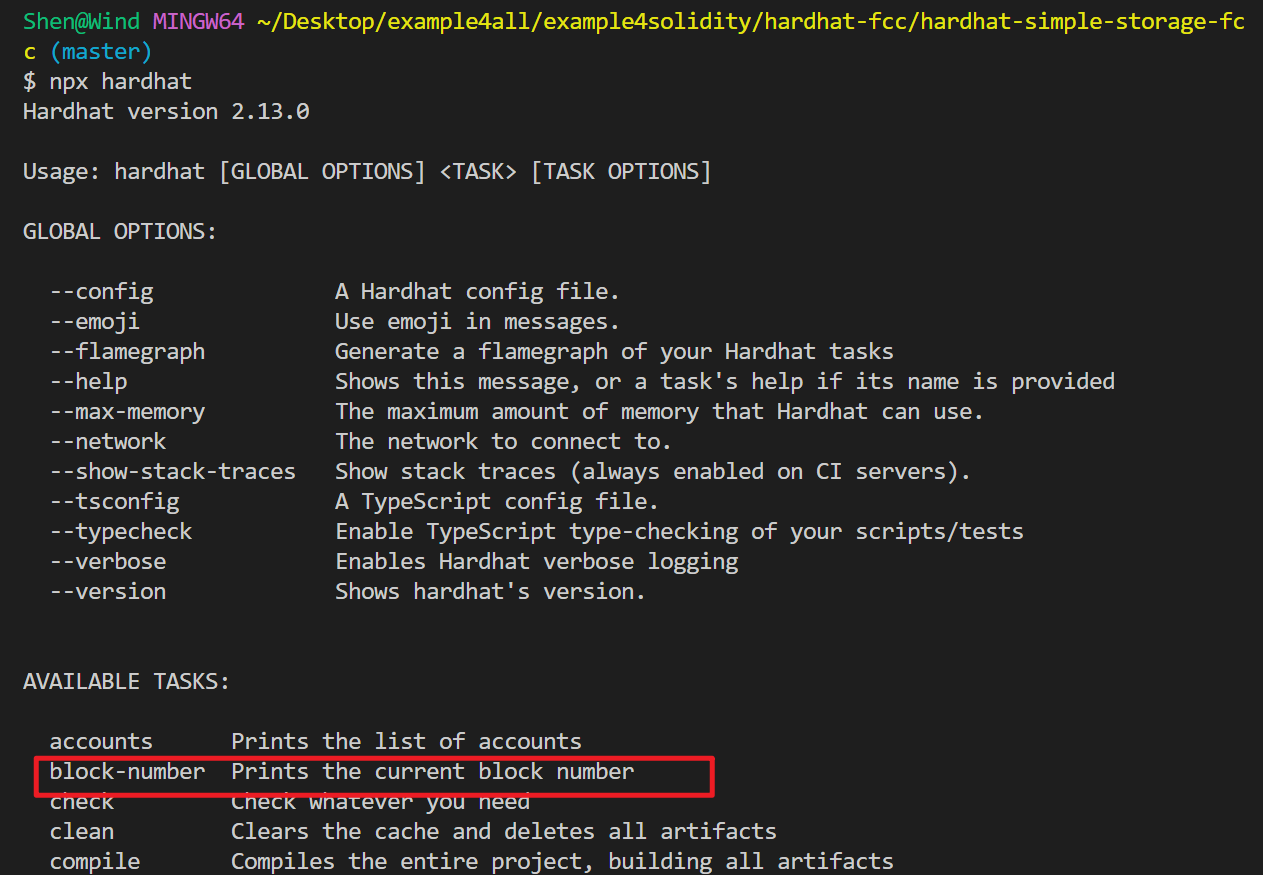 Shen@Wind MINGW64 ~/Desktop/example4all/example4solidity/hardhat-fcc/hardhat-simple-storage-fc
c (master)
$ npx hardhat
Hardhat version 2.13.0
Usage: hardhat [GLOBAL OPTIONS] <TASK> [TASK OPTIONS]
GLOBAL OPTIONS:
--config A Hardhat config file.
--emoji Use emoji in messages.
--flamegraph Generate a flamegraph of your Hardhat tasks
--help Shows this message, or a task's help if its name is provided
--max-memory The maximum amount of memory that Hardhat can use.
--network The network to connect to.
--show-stack-traces Show stack traces (always enabled on CI servers).
--tsconfig A TypeScript config file.
--typecheck Enable TypeScript type-checking of your scripts/tests
--verbose Enables Hardhat verbose logging
--version Shows hardhat's version.
AVAILABLE TASKS:
accounts Prints the list of accounts
block-number Prints the current block number
check Check whatever you need
clean Clears the cache and deletes all artifacts
compile Compiles the entire project, building all artifacts